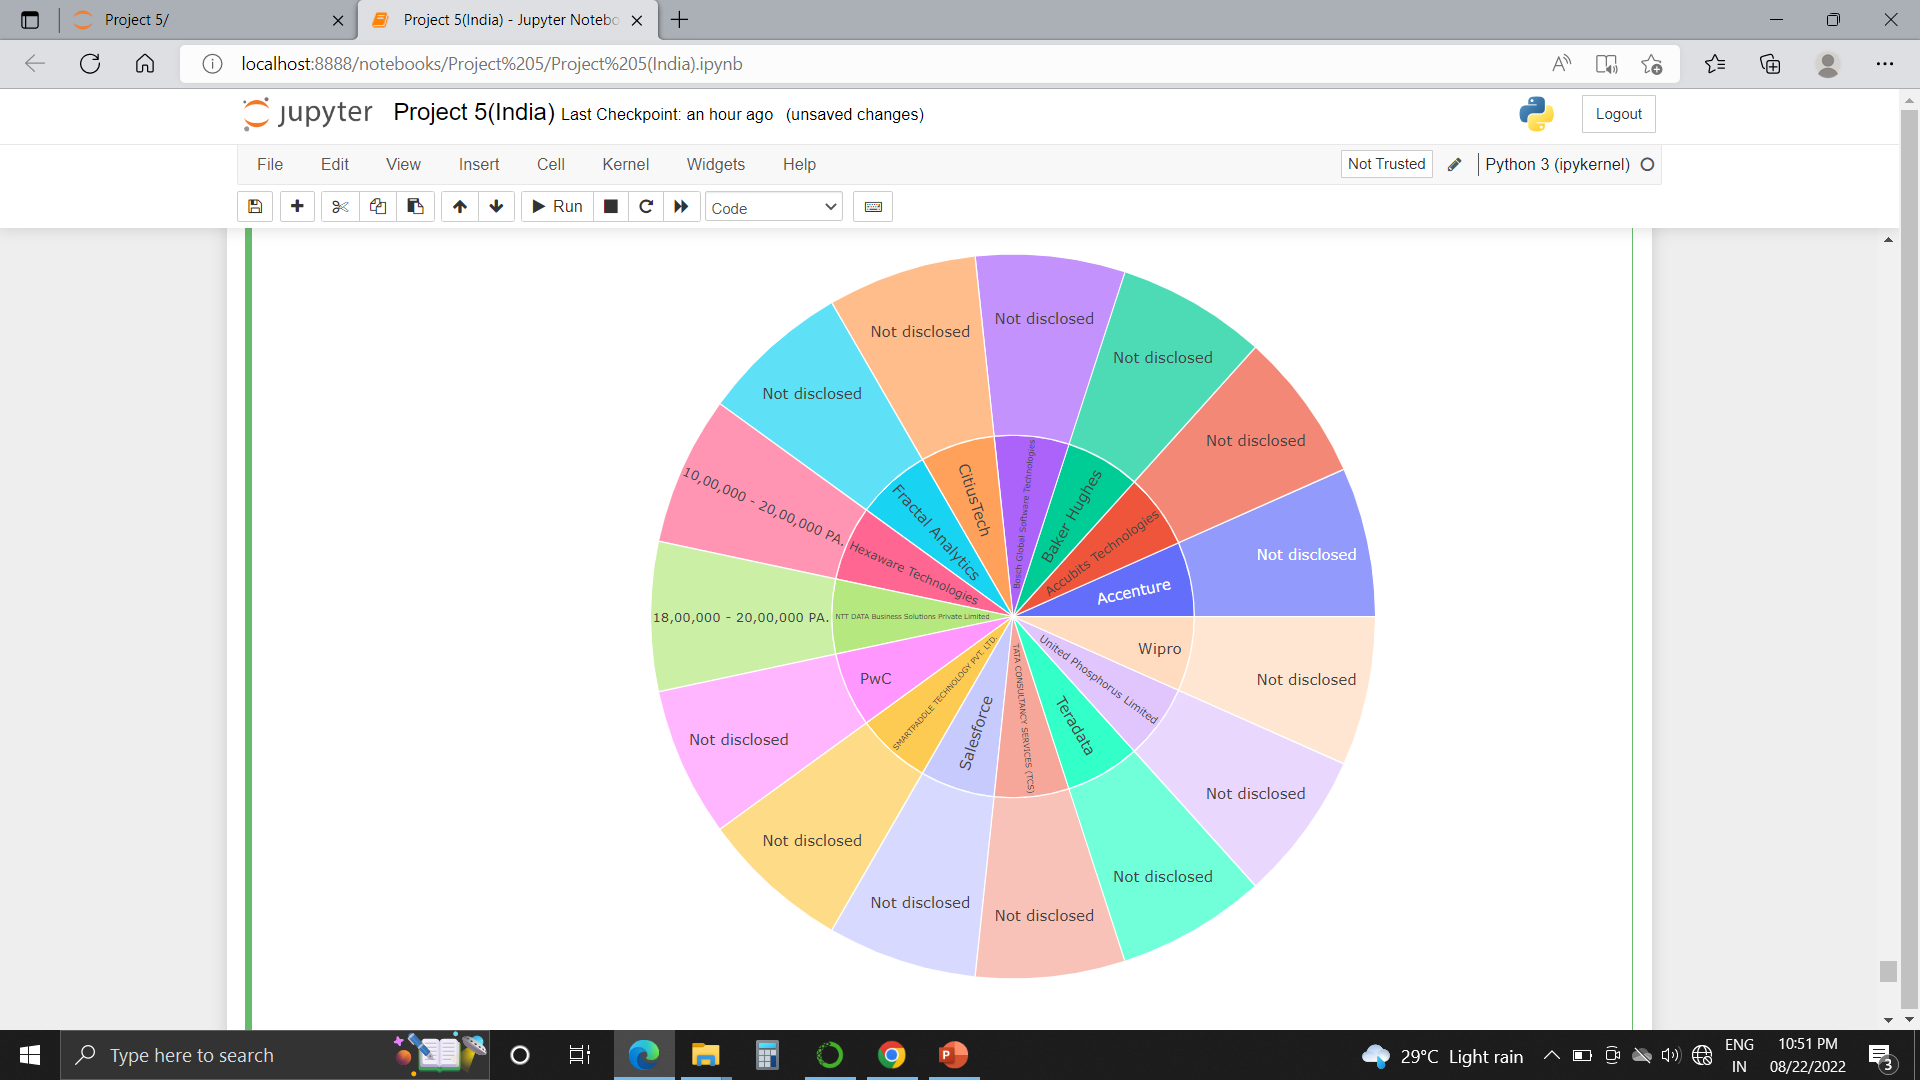 Project 5/
Project 5(India) - Jupyter Notebo
localhost:8888/notebooks/Project%205/Project%205(India).ipynb
jupyter Project 5(India) Last Checkpoint: an hour ago (unsaved changes)
Logout
File Edit View Insert Cell Kernel Widgets Help
Not Trusted
Python 3 (ipykernel)
Run
Code
Not disclosed
Not disclosed
Not disclosed
Not disclosed
Not disclosed
Not disclosed
10,00,000 - 20,00,000 PA.
18,00,000 - 20,00,000 PA.
CitiusTech
Bosch Global Software Technologies
Baker Hughes
Fractal Analytics
Accubits Technologies
Hexaware Technologies
Accenture
NTT DATA Business Solutions Private Limited
Wipro
PwC
United Phosphorus Limited
SMARTPADDLE TECHNOLOGY PVT. LTD.
Salesforce
TATA CONSULTANCY SERVICES (TCS)
Teradata
Not disclosed
Not disclosed
Not disclosed
Not disclosed
Not disclosed
Not disclosed
Not disclosed
Type here to search
29°C Light rain
ENG
IN
10:51 PM
08/22/2022
3